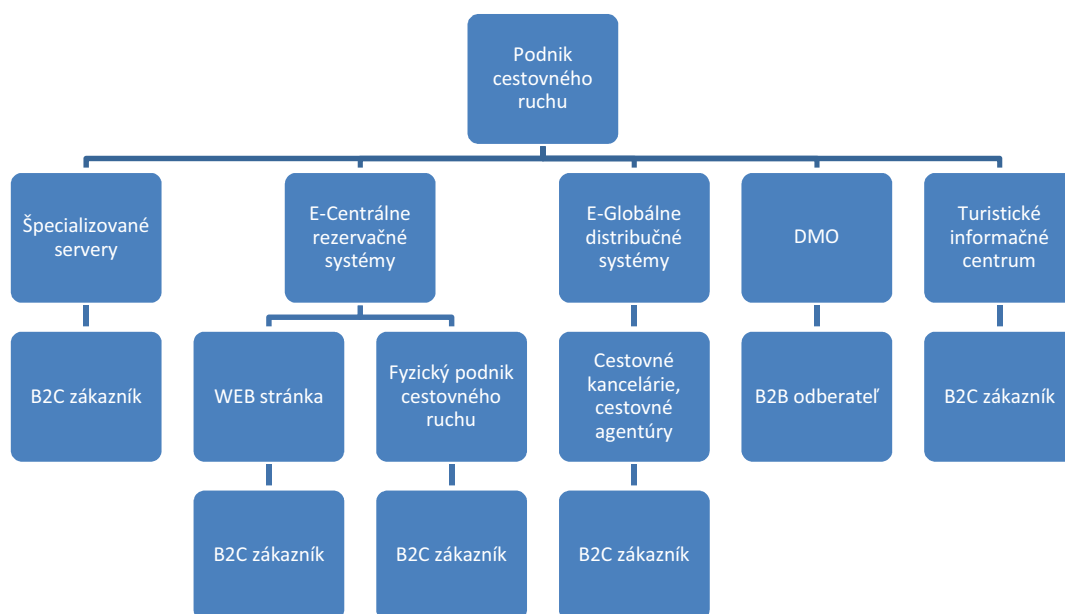 Podnik
cestovného
ruchu
Špecializované
servery
E-Centrálne
rezervačné
systémy
E-Globálne
distribučné
systémy
DMO
Turistické
informačné
centrum
B2C zákazník
WEB stránka
Fyzický podnik
cestovného
ruchu
Cestovné
kancelárie,
cestovné
agentúry
B2B odberateľ
B2C zákazník
B2C zákazník
B2C zákazník
B2C zákazník